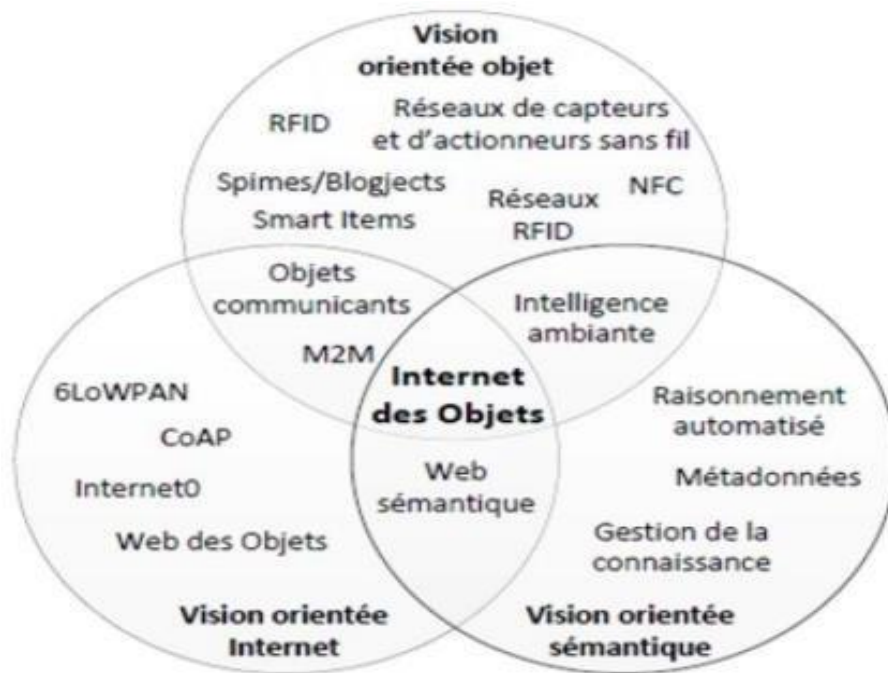 Vision
orientée objet
RFID
Réseaux de capteurs
et d'actionneurs sans fil
Spimes/Blogjects
Smart Items
Réseaux
RFID
NFC
Objets
communicants
M2M
Intelligence
ambiante
Internet
des Objets
6LoWPAN
CoAP
Internet0
Web des Objets
Web
sémantique
Raisonnement
automatisé
Métadonnées
Gestion de la
connaissance
Vision orientée
Internet
Vision orientée
sémantique